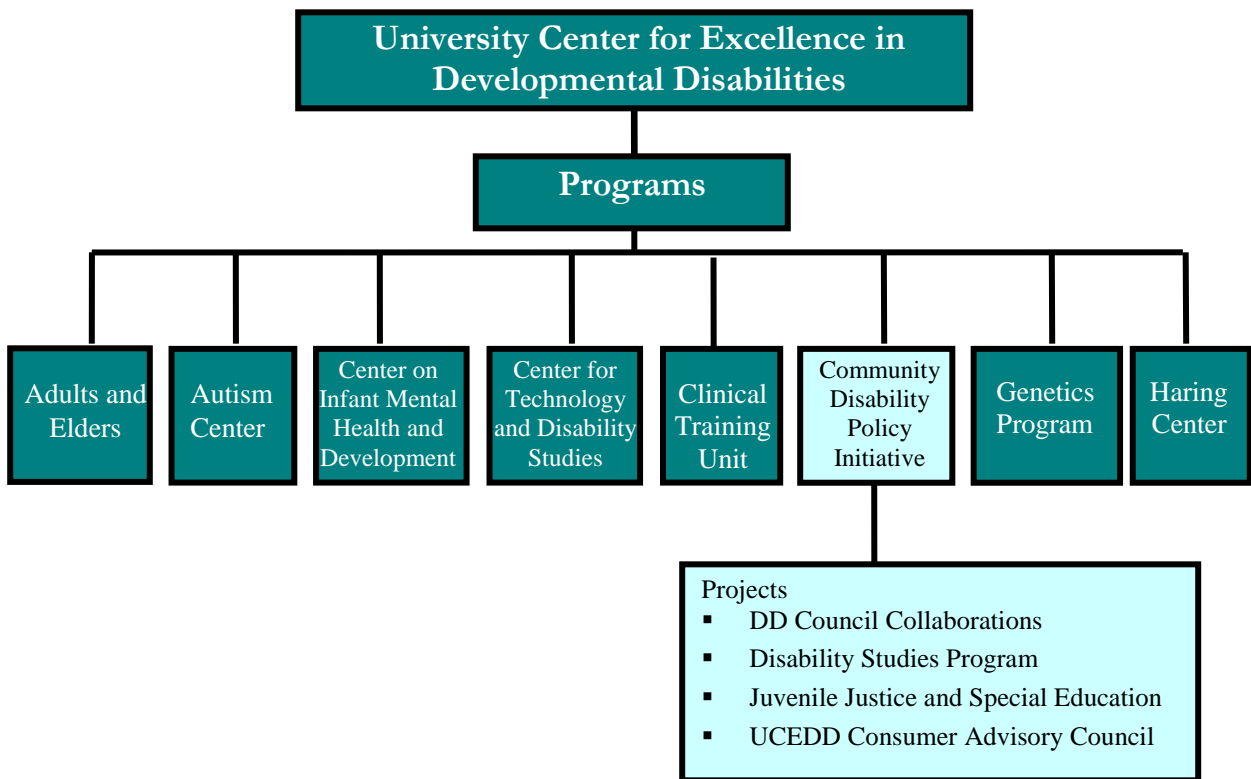 University Center for Excellence in
Developmental Disabilities
Programs
Adults and
Elders
Autism
Center
Center on
Infant Mental
Health and
Development
Center for
Technology
and Disability
Studies
Clinical
Training
Unit
Community
Disability
Policy
Initiative
Genetics
Program
Haring
Center
Projects
▪ DD Council Collaborations
▪ Disability Studies Program
▪ Juvenile Justice and Special Education
▪ UCEDD Consumer Advisory Council